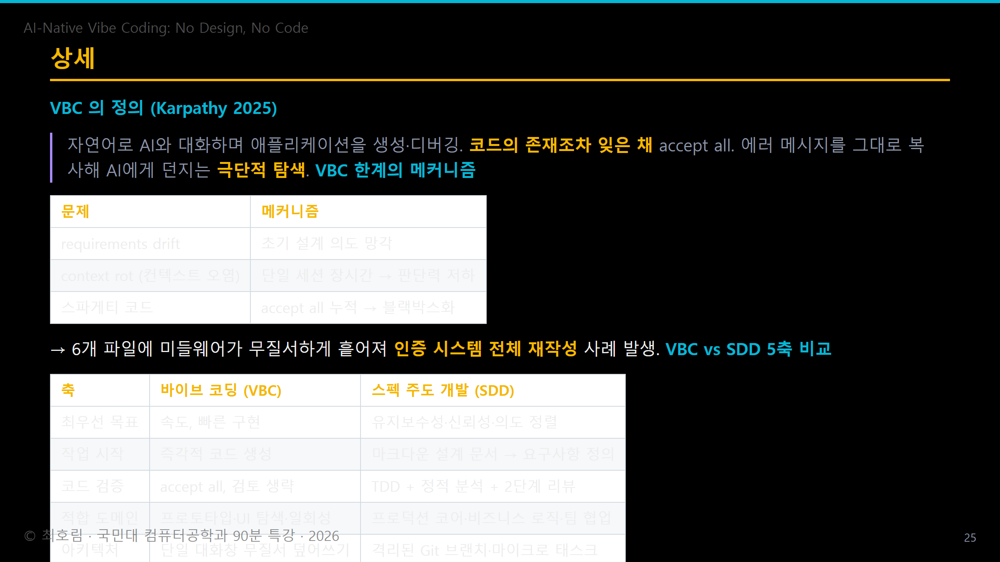 AI-Native Vibe Coding: No Design, No Code
상세
VBC 의 정의 (Karpathy 2025)
자연어로 AI와 대화하며 애플리케이션을 생성·디버깅. 코드의 존재조차 잊은 채 accept all. 에러 메시지를 그대로 복
사해 AI에게 던지는 극단적 탐색. VBC 한계의 메커니즘
문제 메커니즘
requirements drift 초기 설계 의도 망각
context rot (컨텍스트 오염) 단일 세션 장시간 → 판단력 저하
스파게티 코드 accept all 누적 → 블랙박스화
→ 6개 파일에 미들웨어가 무질서하게 흩어져 인증 시스템 전체 재작성 사례 발생. VBC vs SDD 5축 비교
축 바이브 코딩 (VBC) 스펙 주도 개발 (SDD)
최우선 목표 속도, 빠른 구현 유지보수성·신뢰성·의도 정렬
작업 시작 즉각적 코드 생성 마크다운 설계 문서 → 요구사항 정의
코드 검증 accept all, 검토 생략 TDD + 정적 분석 + 2단계 리뷰
적합 도메인 프로토타입·UI 탐색·일회성 프로덕션 코어·비즈니스 로직·팀 협업
© 최호림 · 국민대 컴퓨터공학과 90분 특강 · 2026
25
아키텍처 단일 대화창 무질서 덮어쓰기 격리된 Git 브랜치·마이크로 태스크